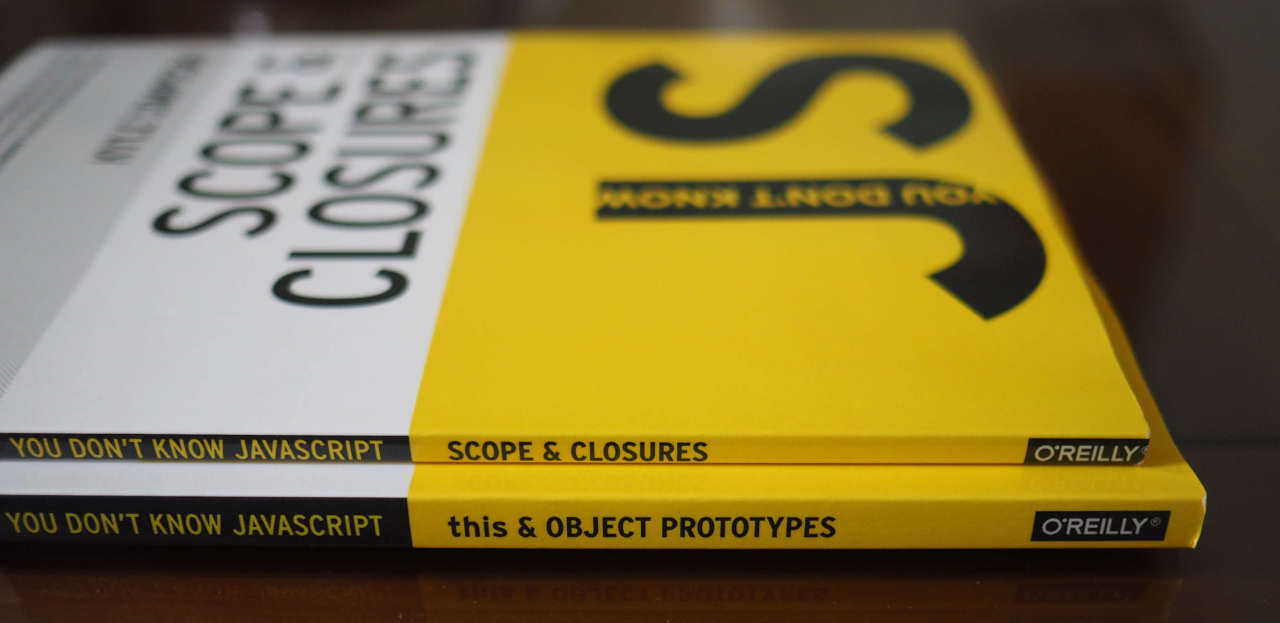 SCOPE &
CLOSURES
JS
YOU DON'T KNOW
YOU DON'T KNOW JAVASCRIPT
SCOPE & CLOSURES
O'REILLY
YOU DON'T KNOW JAVASCRIPT
this & OBJECT PROTOTYPES
O'REILLY®